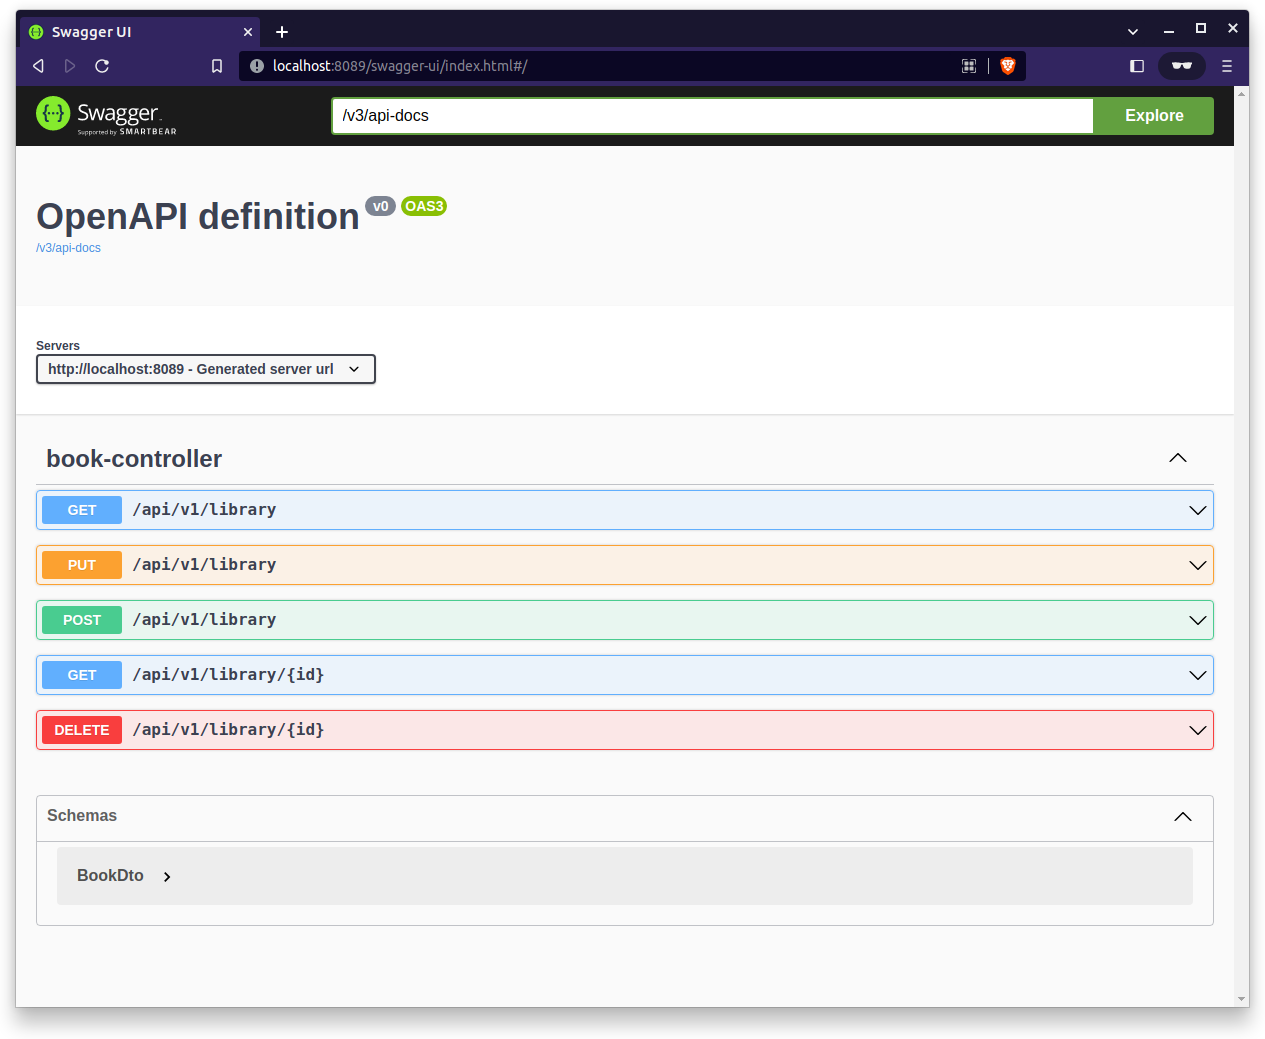 Swagger UI
localhost:8089/swagger-ui/index.html#/
Swagger.
Supported by SMARTBEAR
/v3/api-docs
Explore
OpenAPI definition v0 OAS3
/v3/api-docs
Servers
http://localhost:8089 - Generated server url
book-controller
GET /api/v1/library
PUT /api/v1/library
POST /api/v1/library
GET /api/v1/library/{id}
DELETE /api/v1/library/{id}
Schemas
BookDto